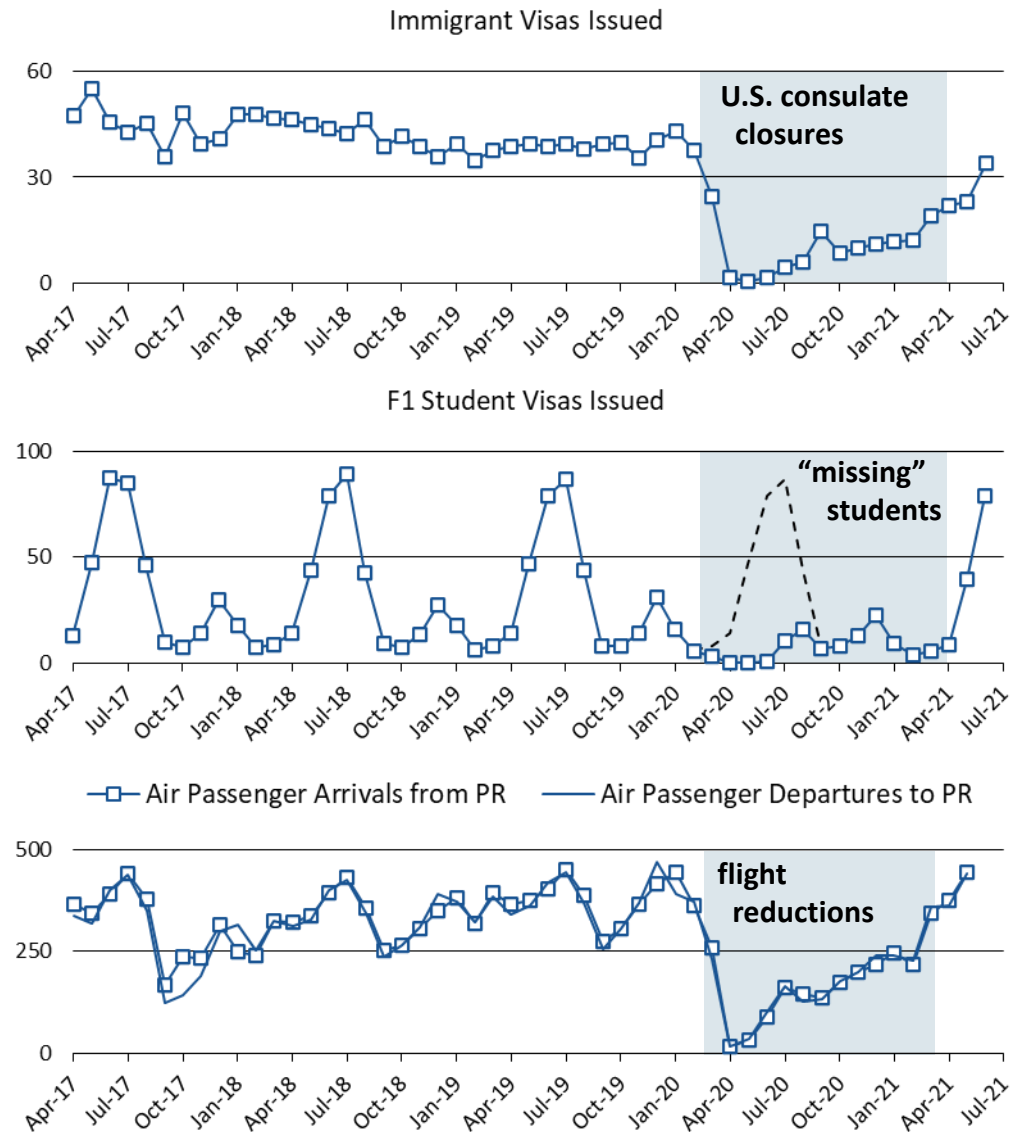 Immigrant Visas Issued
60
U.S. consulate
closures
30
0
Apr-17 Jul-17 Oct-17 Jan-18 Apr-18 Jul-18 Oct-18 Jan-19 Apr-19 Jul-19 Oct-19 Jan-20 Apr-20 Jul-20 Oct-20 Jan-21 Apr-21 Jul-21
F1 Student Visas Issued
100
“missing”
students
50
0
Apr-17 Jul-17 Oct-17 Jan-18 Apr-18 Jul-18 Oct-18 Jan-19 Apr-19 Jul-19 Oct-19 Jan-20 Apr-20 Jul-20 Oct-20 Jan-21 Apr-21 Jul-21
Air Passenger Arrivals from PR Air Passenger Departures to PR
500
flight
reductions
250
0
Apr-17 Jul-17 Oct-17 Jan-18 Apr-18 Jul-18 Oct-18 Jan-19 Apr-19 Jul-19 Oct-19 Jan-20 Apr-20 Jul-20 Oct-20 Jan-21 Apr-21 Jul-21